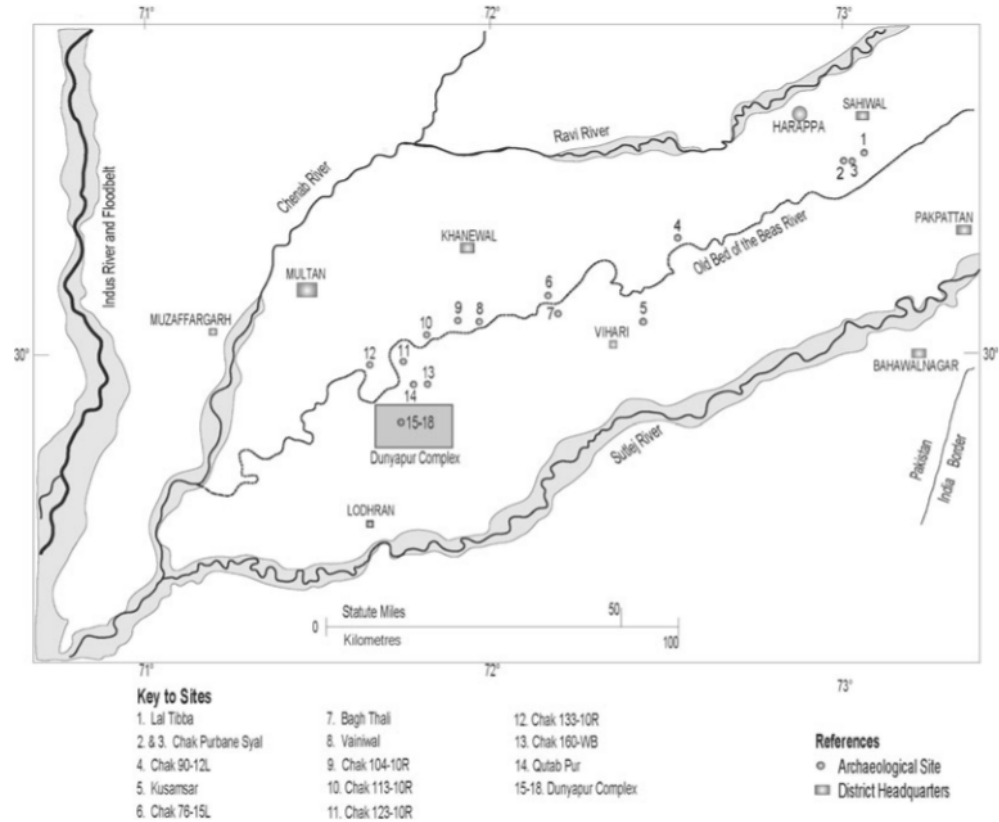 71°
72°
73°
SAHIWAL
HARAPPA
Ravi River
1
2
3
Chenab River
Indus River and Floodbelt
4
Old Bed of the Beas River
PAKPATTAN
KHANEWAL
MULTAN
6
7
5
MUZAFFARGARH
10
9
8
VIHARI
30°
30°
12
11
BAHAWALNAGAR
14
13
15-18
Dunyapur Complex
Sutlej River
Pakistan
India Border
LODHRAN
Statute Miles
50
0
Kilometres
100
71°
72°
73°
Key to Sites
1. Lal Tibba
2. & 3. Chak Purbane Syal
4. Chak 90-12L
5. Kusamsar
6. Chak 76-15L
7. Bagh Thali
8. Vainiwal
9. Chak 104-10R
10. Chak 113-10R
11. Chak 123-10R
12. Chak 133-10R
13. Chak 160-WB
14. Qutab Pur
15-18. Dunyapur Complex
References
Archaeological Site
District Headquarters